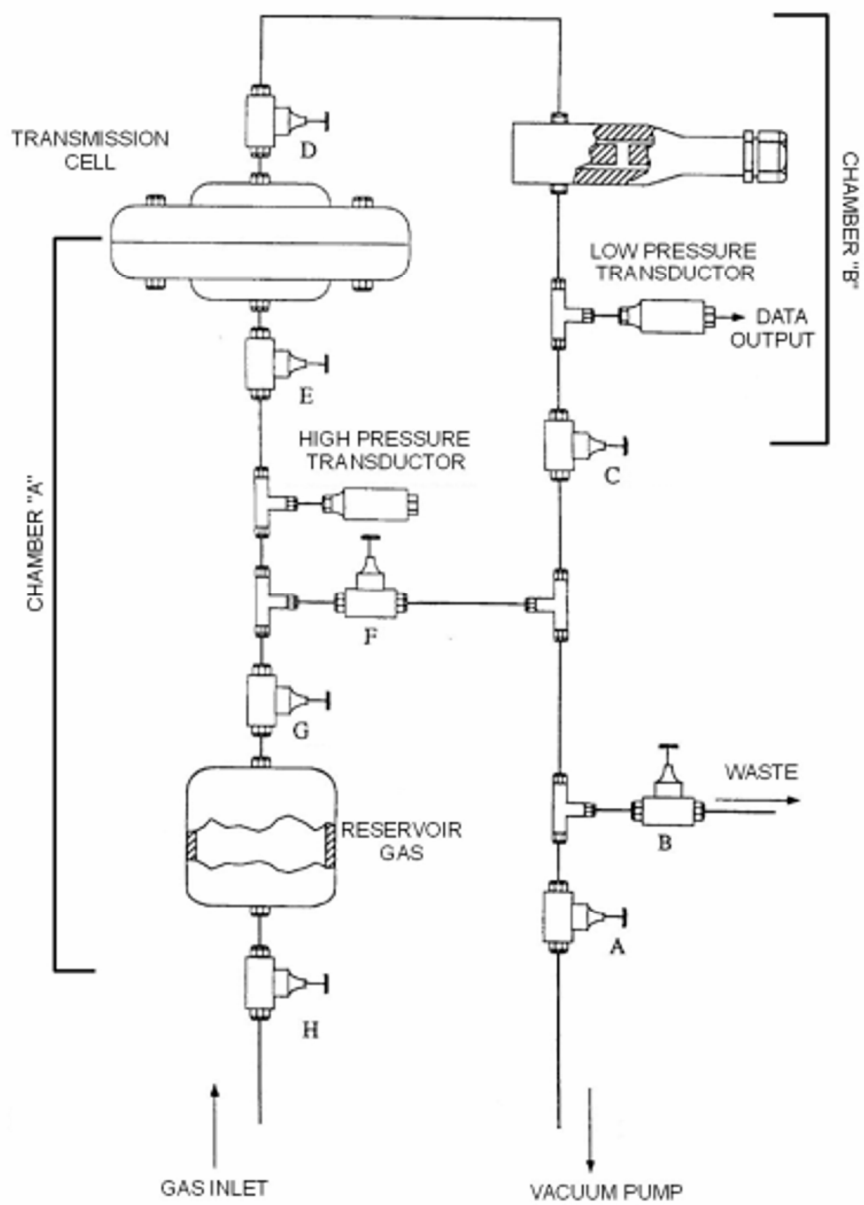 D
TRANSMISSION
CELL
CHAMBER "B"
LOW PRESSURE
TRANSDUCTOR
DATA
OUTPUT
E
HIGH PRESSURE
TRANSDUCTOR
C
CHAMBER "A"
F
G
WASTE
RESERVOIR
GAS
B
A
H
GAS INLET
VACUUM PUMP